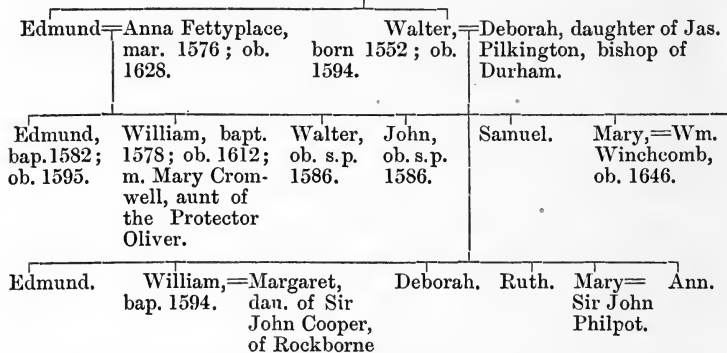 Edmund=Anna Fettyplace,
mar. 1576 ; ob.
1628.
Walter,=Deborah, daughter of Jas.
born 1552 ; ob. Pilkington, bishop of
1594. Durham.
Edmund,
bap. 1582 ;
ob. 1595.
William, bapt.
1578 ; ob. 1612;
m. Mary Crom-
well, aunt of
the Protector
Oliver.
Walter,
ob. s.p.
1586.
John,
ob. s.p.
1586.
Samuel.
Mary,=Wm.
Winchcomb,
ob. 1646.
Edmund.
William,=Margaret,
bap. 1594. dau. of Sir
John Cooper,
of Rockborne
Deborah.
Ruth.
Mary=
Sir John
Philpot.
Ann.